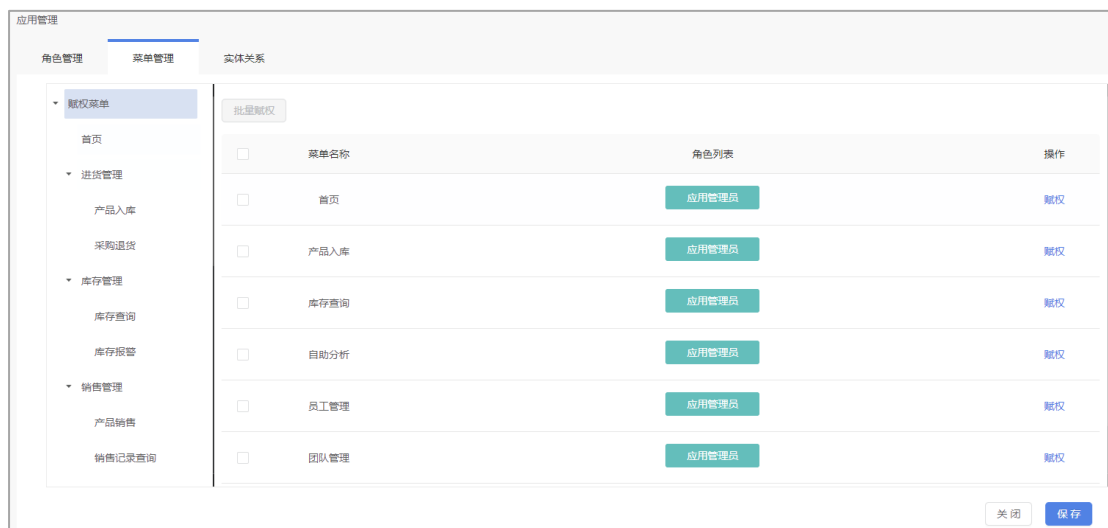 应用管理
角色管理 菜单管理 实体关系
赋权菜单
首页
进货管理
产品入库
采购退货
库存管理
库存查询
库存报警
销售管理
产品销售
销售记录查询
批量赋权
菜单名称 角色列表 操作
首页 应用管理员 赋权
产品入库 应用管理员 赋权
库存查询 应用管理员 赋权
自助分析 应用管理员 赋权
员工管理 应用管理员 赋权
团队管理 应用管理员 赋权
关闭 保存